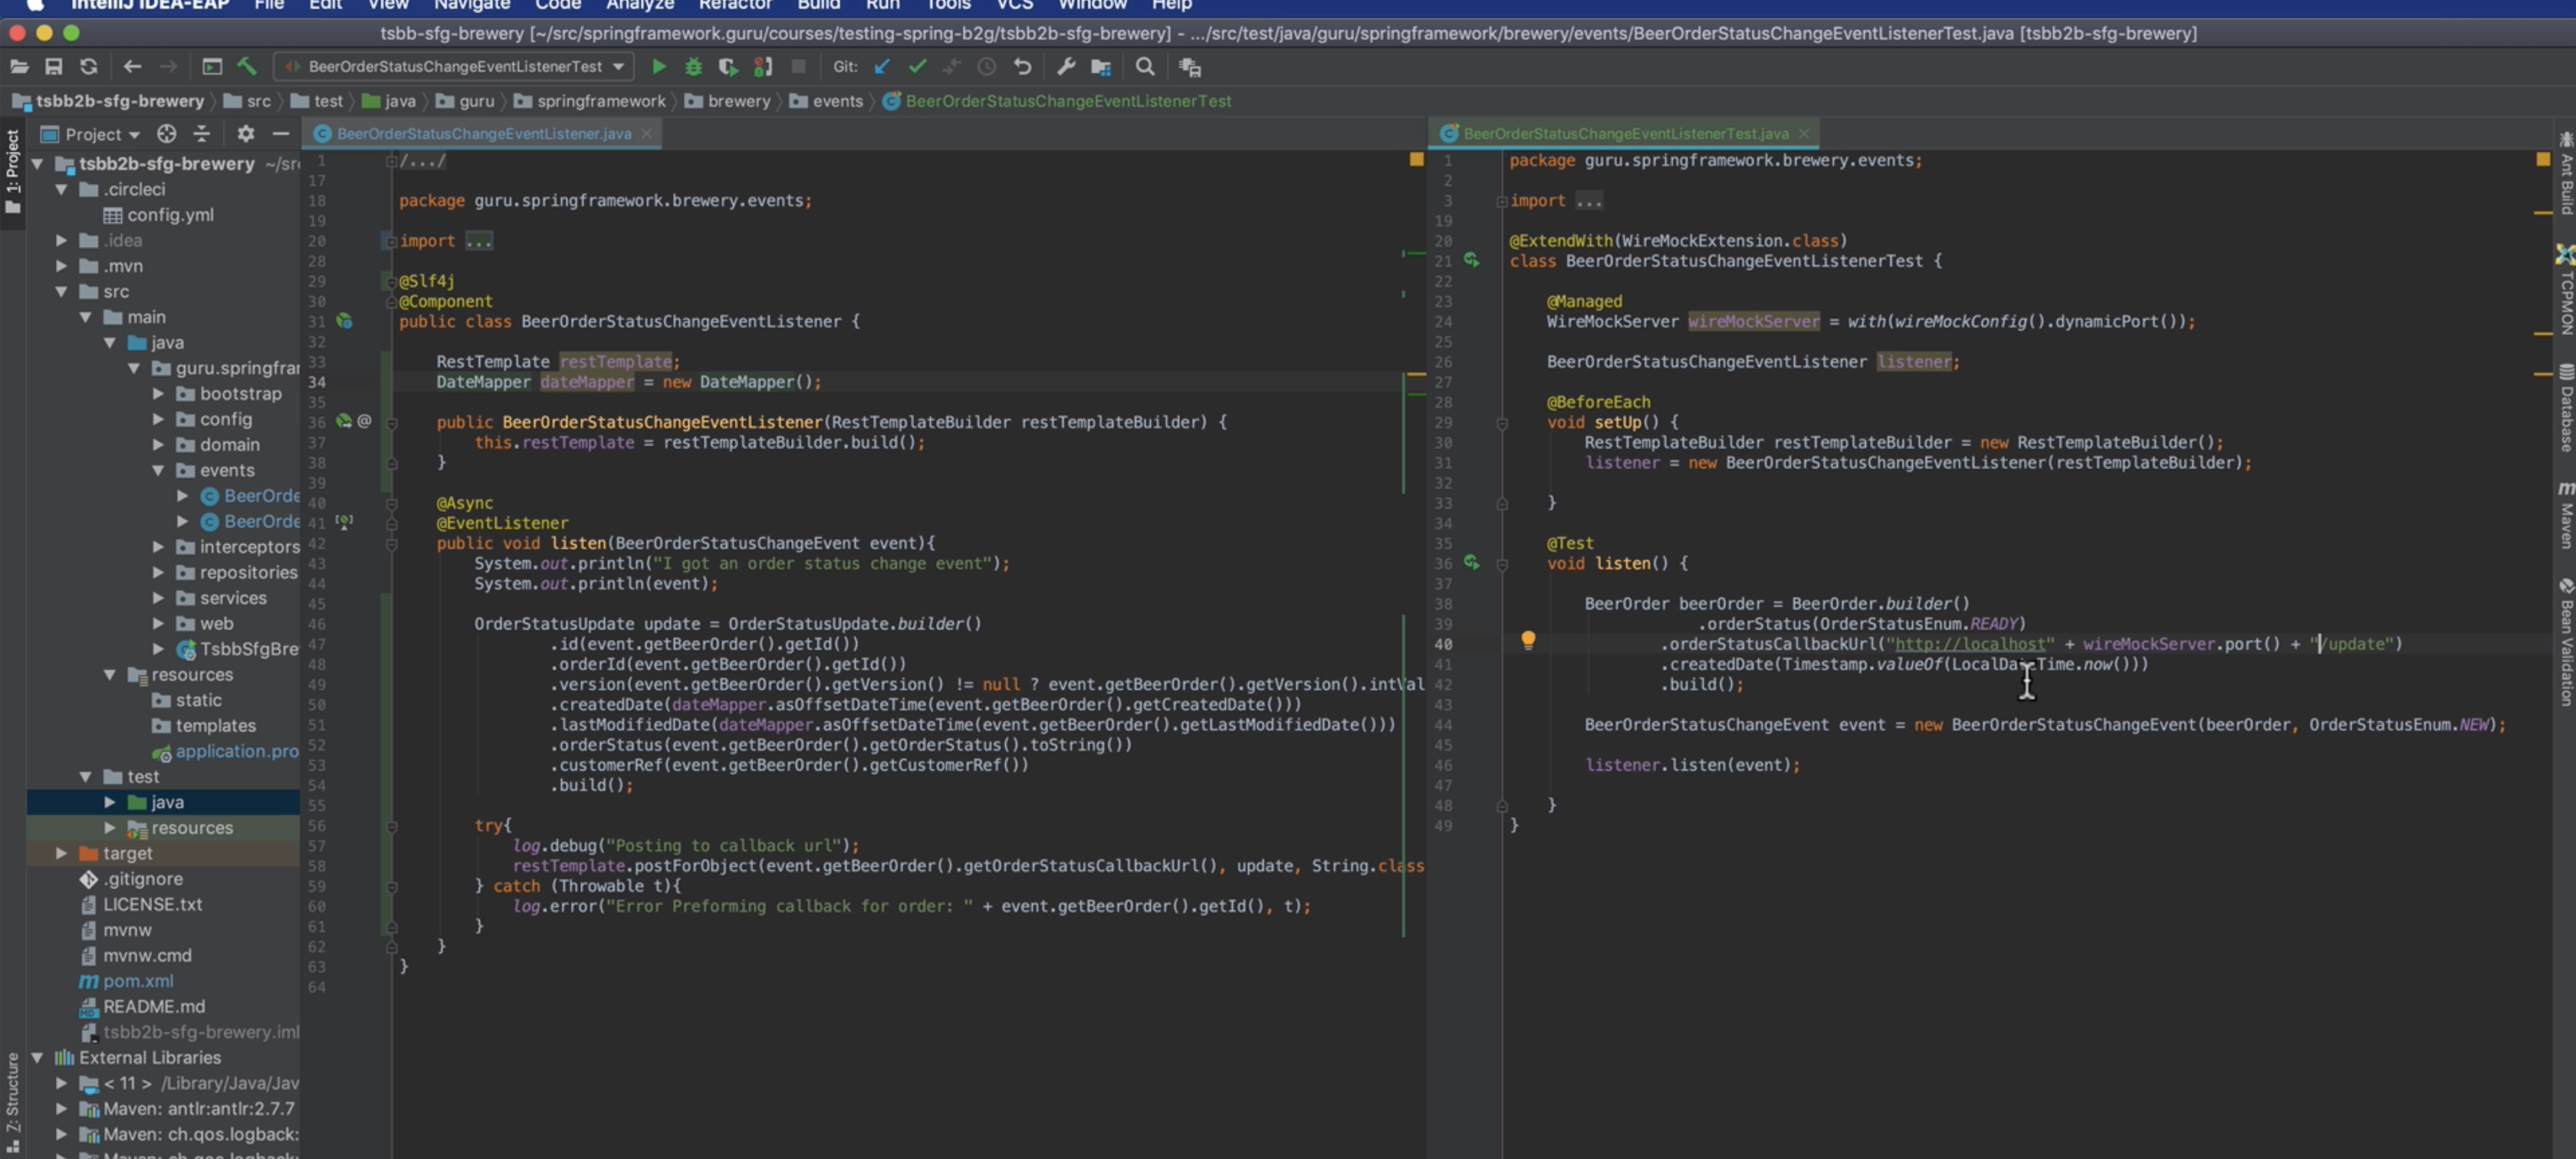 IntelliJ IDEA-EAP File Edit View Navigate Code Analyze Refactor Build Run Tools VCS Window Help
tsbb-sfg-brewery [~/src/springframework.guru/courses/testing-spring-b2g/tsbb2b-sfg-brewery] - .../src/test/java/guru/springframework/brewery/events/BeerOrderStatusChangeEventListenerTest.java [tsbb2b-sfg-brewery]
BeerOrderStatusChangeEventListenerTest Git:
tsbb2b-sfg-brewery src test java guru springframework brewery events BeerOrderStatusChangeEventListenerTest
1: Project
Z: Structure
Project
tsbb2b-sfg-brewery ~/sr
.circleci
config.yml
.idea
.mvn
src
main
java
guru.springfra
bootstrap
config
domain
events
BeerOrde
BeerOrde
interceptors
repositories
services
web
TsbbSfgBre
resources
static
templates
application.pro
test
java
resources
target
.gitignore
LICENSE.txt
mvnw
mvnw.cmd
pom.xml
README.md
tsbb2b-sfg-brewery.iml
External Libraries
< 11 > /Library/Java/Jav
Maven: antlr:antlr:2.7.7
Maven: ch.qos.logback:
Maven: ch.qos.logback:
BeerOrderStatusChangeEventListener.java
1 /.../
17
18 package guru.springframework.brewery.events;
19
20 import ...
28
29 @Slf4j
30 @Component
31 public class BeerOrderStatusChangeEventListener {
32
33 RestTemplate restTemplate;
34 DateMapper dateMapper = new DateMapper();
35
36 @ public BeerOrderStatusChangeEventListener(RestTemplateBuilder restTemplateBuilder) {
37 this.restTemplate = restTemplateBuilder.build();
38 }
39
40 @Async
41 @EventListener
42 public void listen(BeerOrderStatusChangeEvent event){
43 System.out.println("I got an order status change event");
44 System.out.println(event);
45
46 OrderStatusUpdate update = OrderStatusUpdate.builder()
47 .id(event.getBeerOrder().getId())
48 .orderId(event.getBeerOrder().getId())
49 .version(event.getBeerOrder().getVersion() != null ? event.getBeerOrder().getVersion().intVal
50 .createdDate(dateMapper.asOffsetDateTime(event.getBeerOrder().getCreatedDate()))
51 .lastModifiedDate(dateMapper.asOffsetDateTime(event.getBeerOrder().getLastModifiedDate()))
52 .orderStatus(event.getBeerOrder().getOrderStatus().toString())
53 .customerRef(event.getBeerOrder().getCustomerRef())
54 .build();
55
56 try{
57 log.debug("Posting to callback url");
58 restTemplate.postForObject(event.getBeerOrder().getOrderStatusCallbackUrl(), update, String.class
59 } catch (Throwable t){
60 log.error("Error Preforming callback for order: " + event.getBeerOrder().getId(), t);
61 }
62 }
63 }
64
BeerOrderStatusChangeEventListenerTest.java
1 package guru.springframework.brewery.events;
2
3 import ...
19
20 @ExtendWith(WireMockExtension.class)
21 class BeerOrderStatusChangeEventListenerTest {
22
23 @Managed
24 WireMockServer wireMockServer = with(wireMockConfig().dynamicPort());
25
26 BeerOrderStatusChangeEventListener listener;
27
28 @BeforeEach
29 void setUp() {
30 RestTemplateBuilder restTemplateBuilder = new RestTemplateBuilder();
31 listener = new BeerOrderStatusChangeEventListener(restTemplateBuilder);
32
33 }
34
35 @Test
36 void listen() {
37
38 BeerOrder beerOrder = BeerOrder.builder()
39 .orderStatus(OrderStatusEnum.READY)
40 .orderStatusCallbackUrl("http://localhost" + wireMockServer.port() + "/update")
41 .createdDate(Timestamp.valueOf(LocalDateTime.now()))
42 .build();
43
44 BeerOrderStatusChangeEvent event = new BeerOrderStatusChangeEvent(beerOrder, OrderStatusEnum.NEW);
45
46 listener.listen(event);
47
48 }
49 }
Ant Build
TCPMON
Database
Maven
Bean Validation